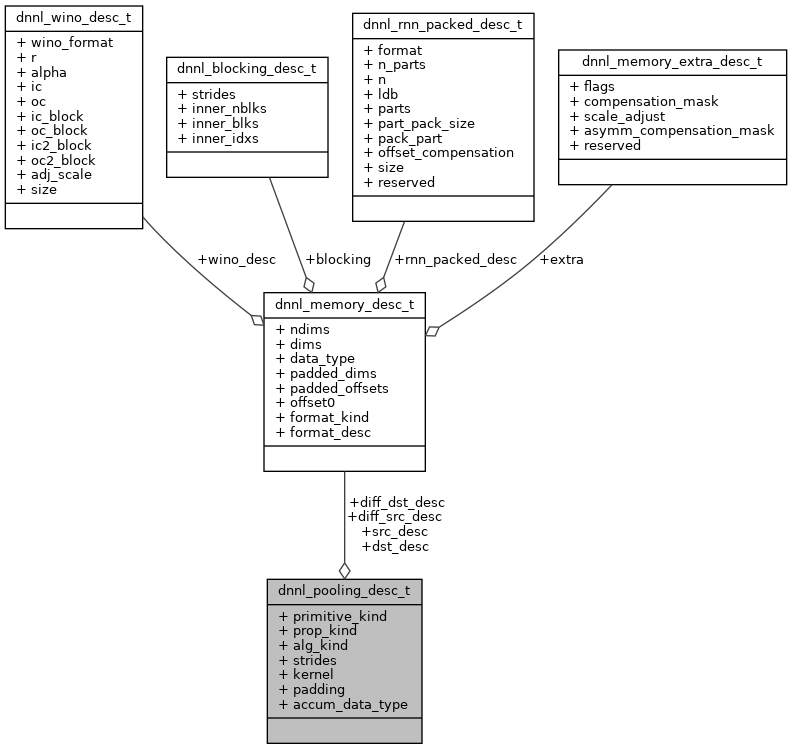 dnnl_wino_desc_t
+ wino_format
+ r
+ alpha
+ ic
+ oc
+ ic_block
+ oc_block
+ ic2_block
+ oc2_block
+ adj_scale
+ size
dnnl_blocking_desc_t
+ strides
+ inner_nblks
+ inner_blks
+ inner_idxs
dnnl_rnn_packed_desc_t
+ format
+ n_parts
+ n
+ ldb
+ parts
+ part_pack_size
+ pack_part
+ offset_compensation
+ size
+ reserved
dnnl_memory_extra_desc_t
+ flags
+ compensation_mask
+ scale_adjust
+ asymm_compensation_mask
+ reserved
+wino_desc
+blocking
+rnn_packed_desc
+extra
dnnl_memory_desc_t
+ ndims
+ dims
+ data_type
+ padded_dims
+ padded_offsets
+ offset0
+ format_kind
+ format_desc
+diff_dst_desc
+diff_src_desc
+src_desc
+dst_desc
dnnl_pooling_desc_t
+ primitive_kind
+ prop_kind
+ alg_kind
+ strides
+ kernel
+ padding
+ accum_data_type